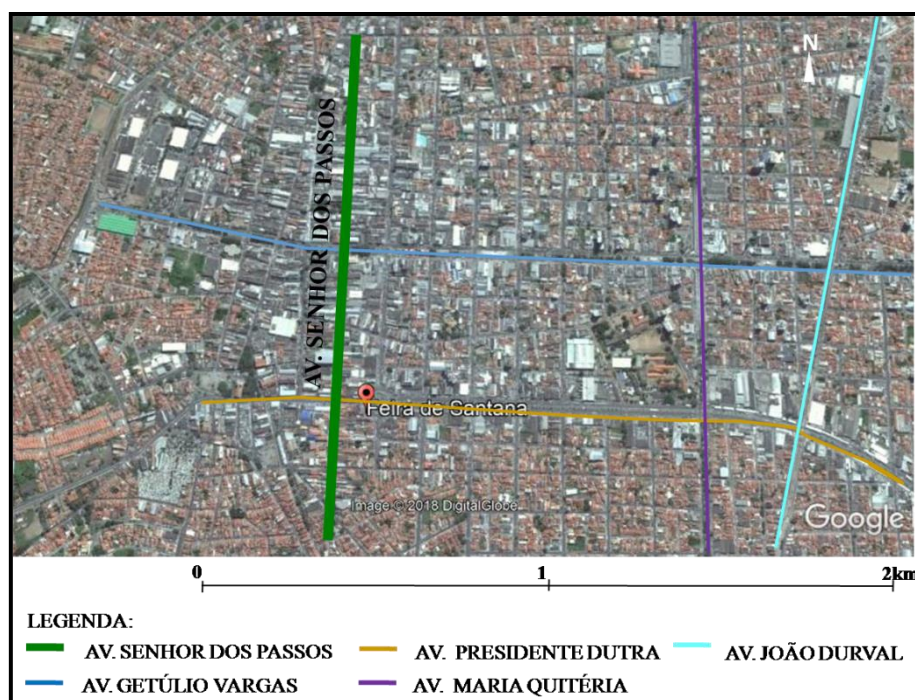 N
AV. SENHOR DOS PASSOS
Feira de Santana
Image © 2018 DigitalGlobe
Google
0 1 2km
LEGENDA:
AV. SENHOR DOS PASSOS AV. PRESIDENTE DUTRA AV. JOÃO DURVAL
AV. GETÚLIO VARGAS AV. MARIA QUITÉRIA